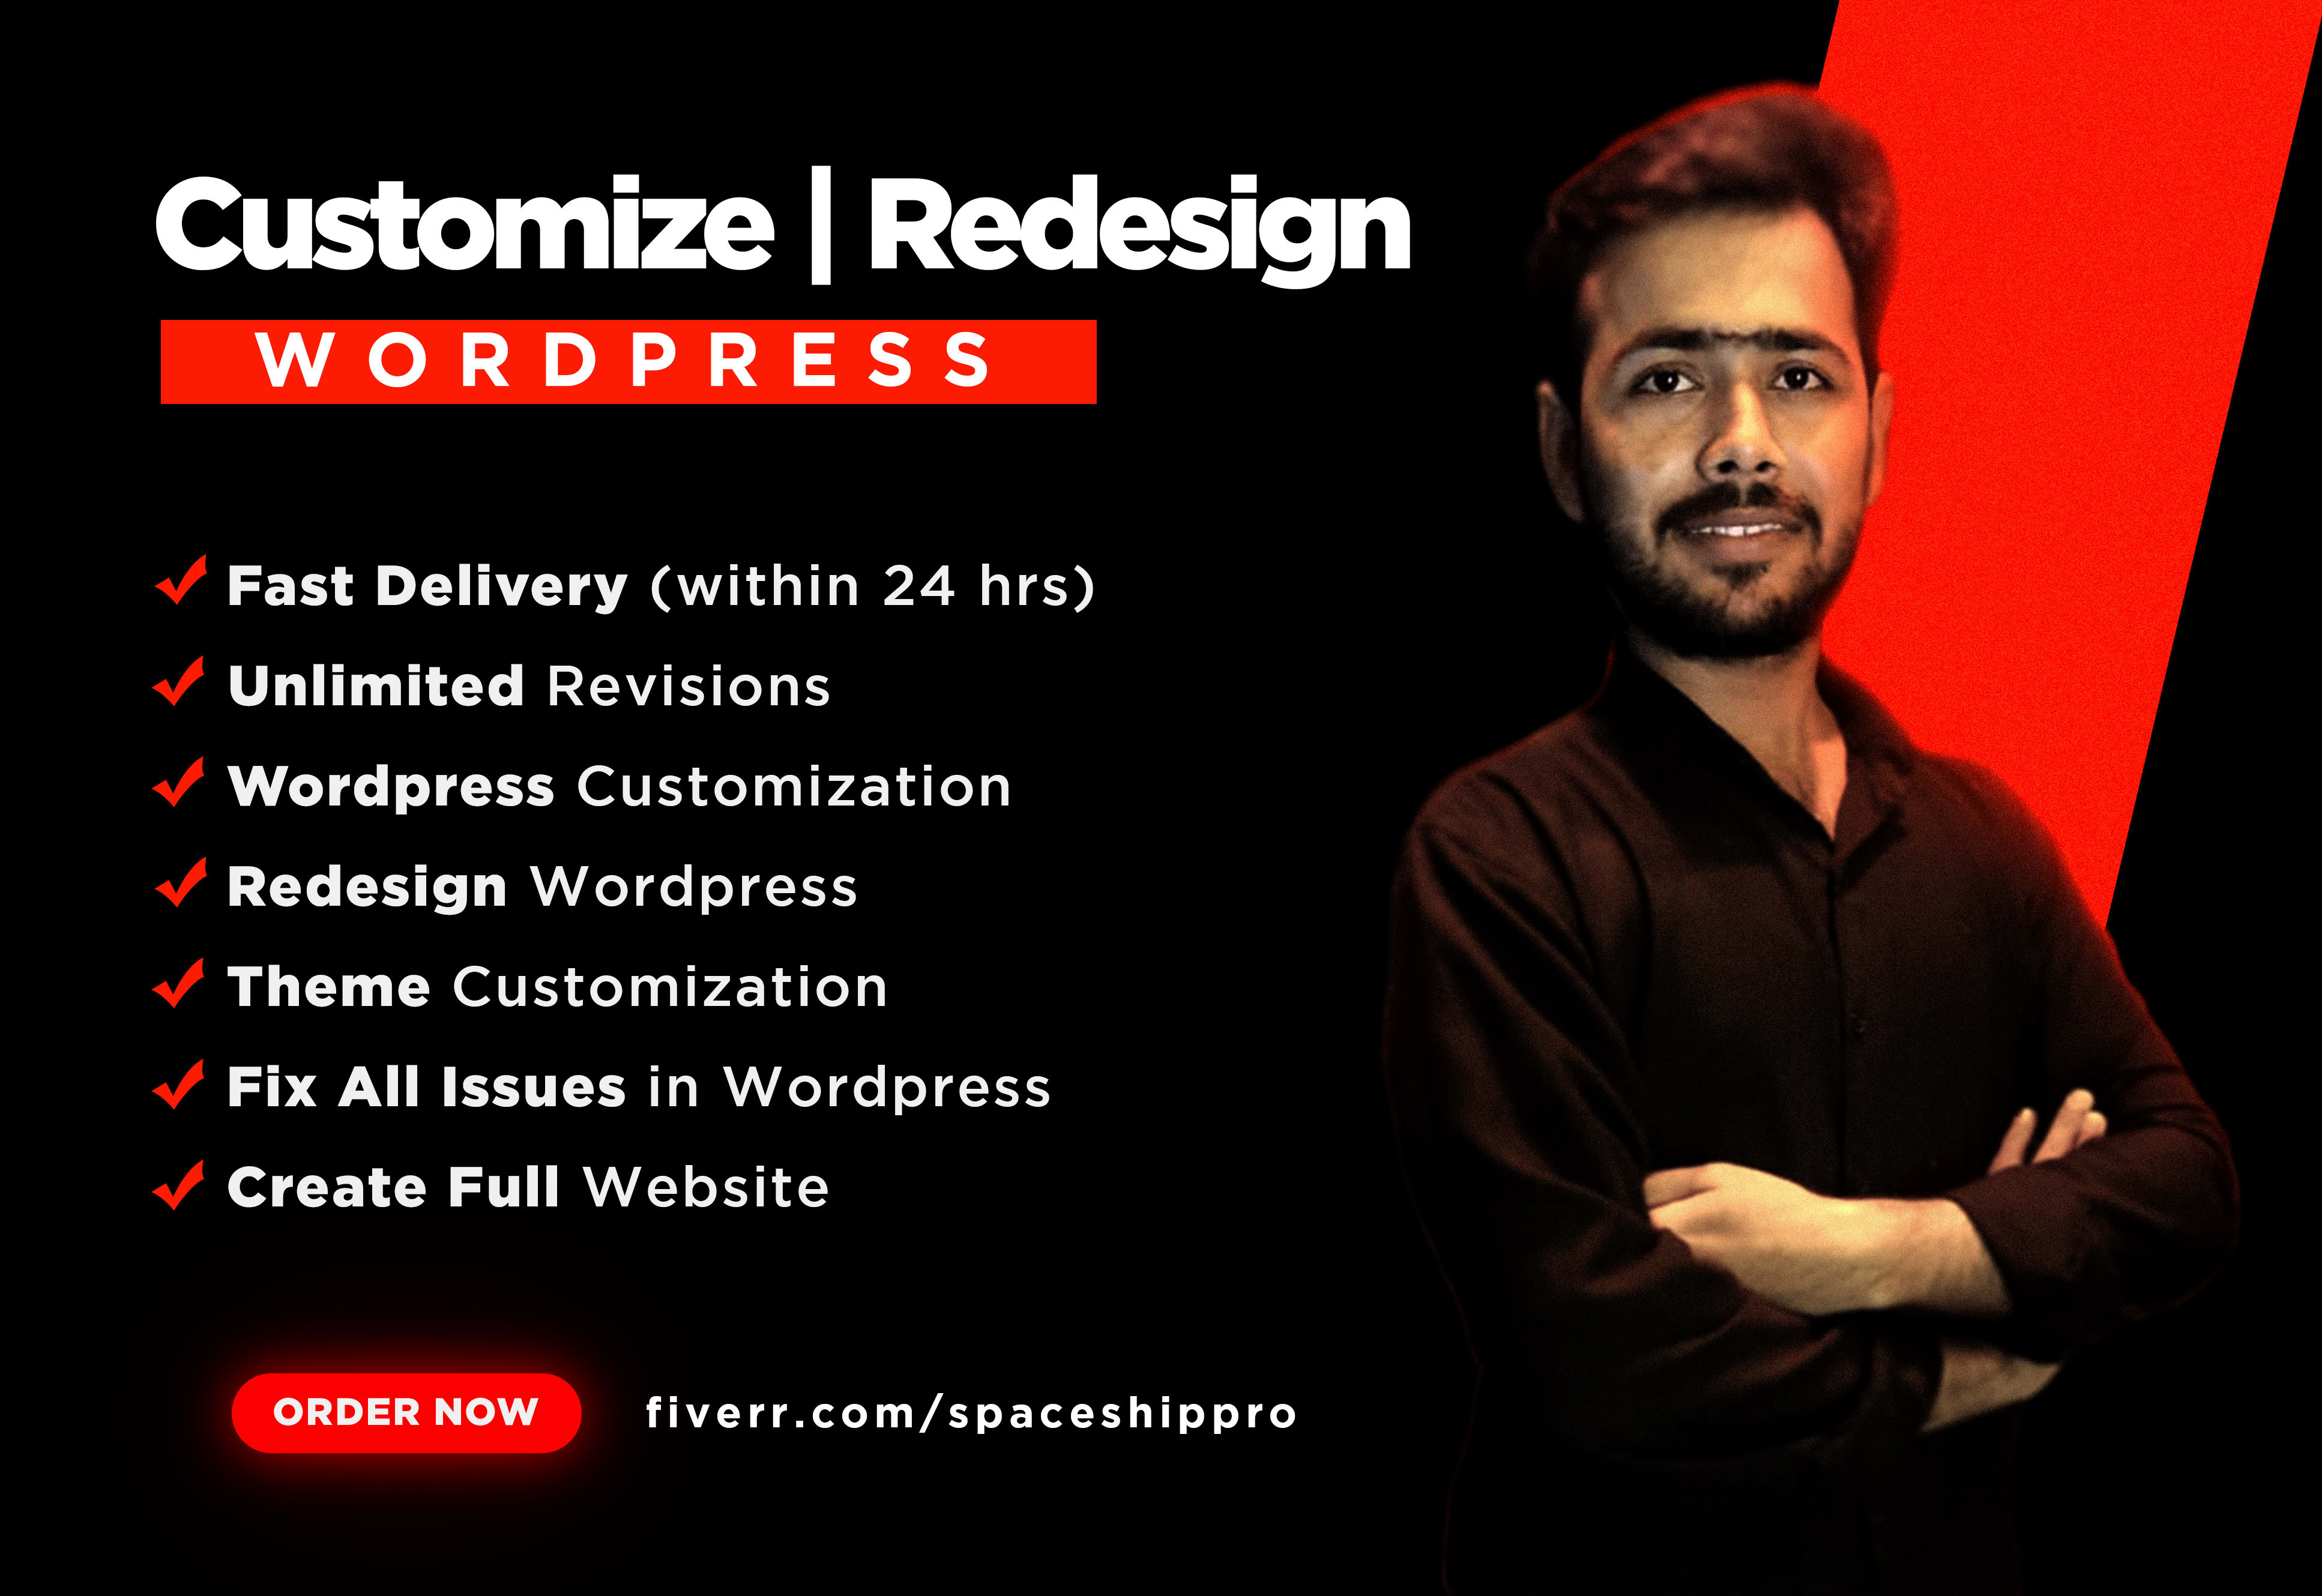 Customize | Redesign
WORDPRESS
Fast Delivery (within 24 hrs)
Unlimited Revisions
Wordpress Customization
Redesign Wordpress
Theme Customization
Fix All Issues in Wordpress
Create Full Website
ORDER NOW fiverr.com/spaceshippro